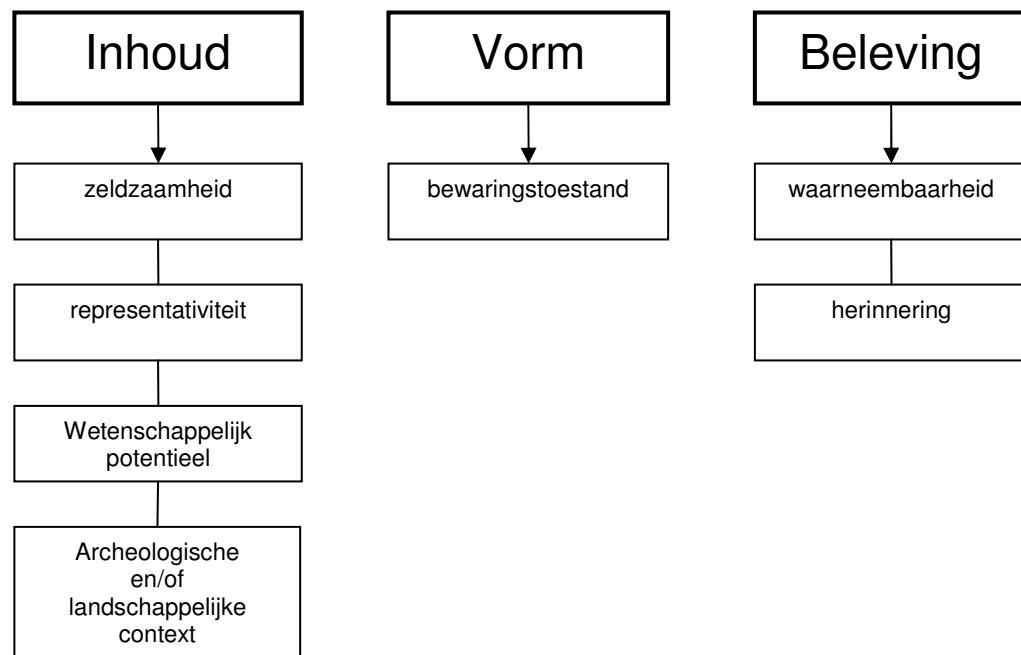 Inhoud
zeldzaamheid
representativiteit
Wetenschappelijk
potentieel
Archeologische
en/of
landschappelijke
context
Vorm
bewaringstoestand
Beleving
waarneembaarheid
herinnering